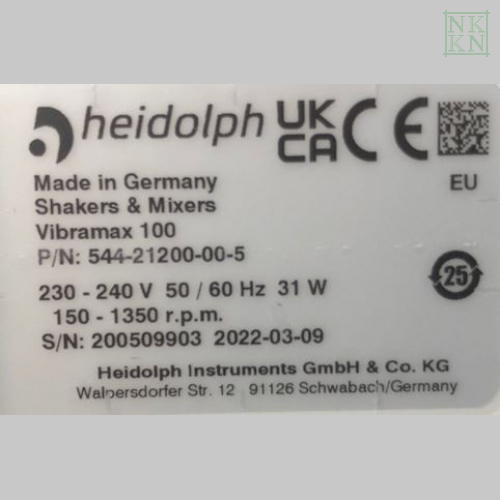 NK
KN
heidolph UK CA CE
Made in Germany EU
Shakers & Mixers
Vibramax 100
P/N: 544-21200-00-5
25
230 - 240 V 50 / 60 Hz 31 W
150 - 1350 r.p.m.
S/N: 200509903 2022-03-09
Heidolph Instruments GmbH & Co. KG
Walpersdorfer Str. 12 91126 Schwabach/Germany